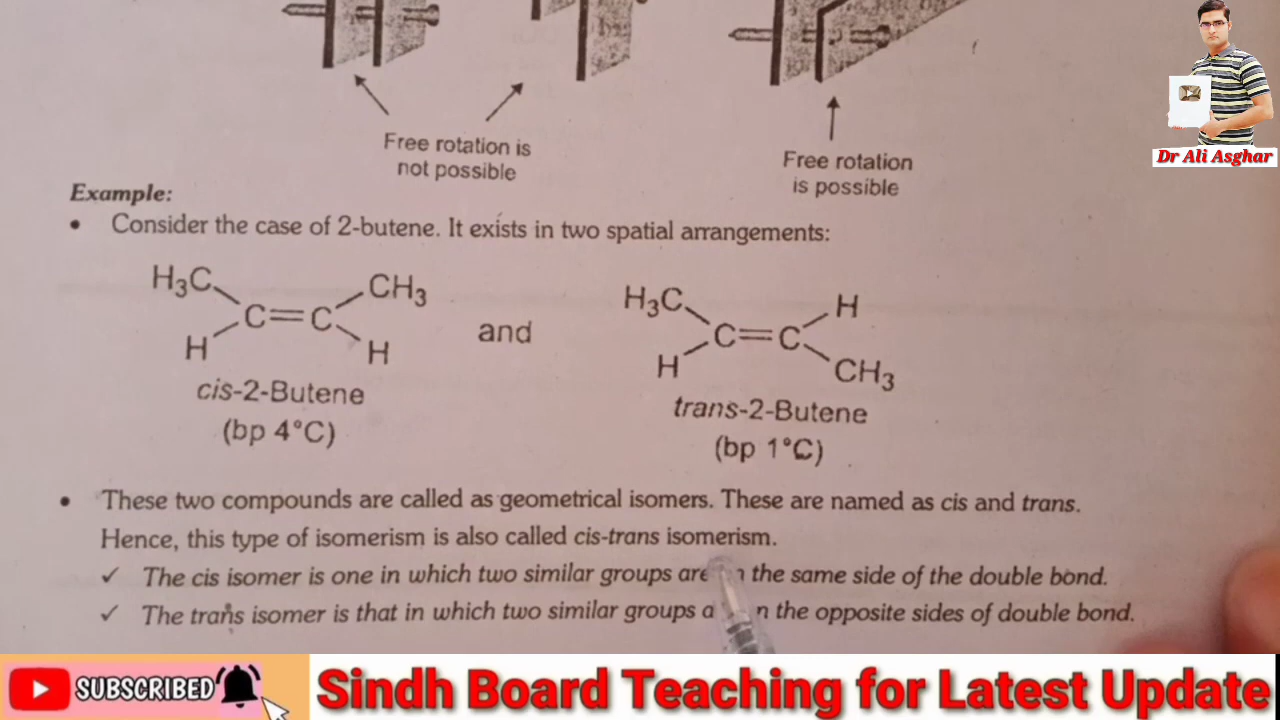 Dr Ali Asghar
Free rotation is
not possible
Free rotation
is possible
Example:
• Consider the case of 2-butene. It exists in two spatial arrangements:
H₃C CH₃
C=C
H H
cis-2-Butene
(bp 4°C)
and
H₃C H
C=C
H CH₃
trans-2-Butene
(bp 1°C)
• These two compounds are called as geometrical isomers. These are named as cis and trans.
Hence, this type of isomerism is also called cis-trans isomerism.
✓ The cis isomer is one in which two similar groups are the same side of the double bond.
✓ The trans isomer is that in which two similar groups the opposite sides of double bond.
SUBSCRIBED
Sindh Board Teaching for Latest Update